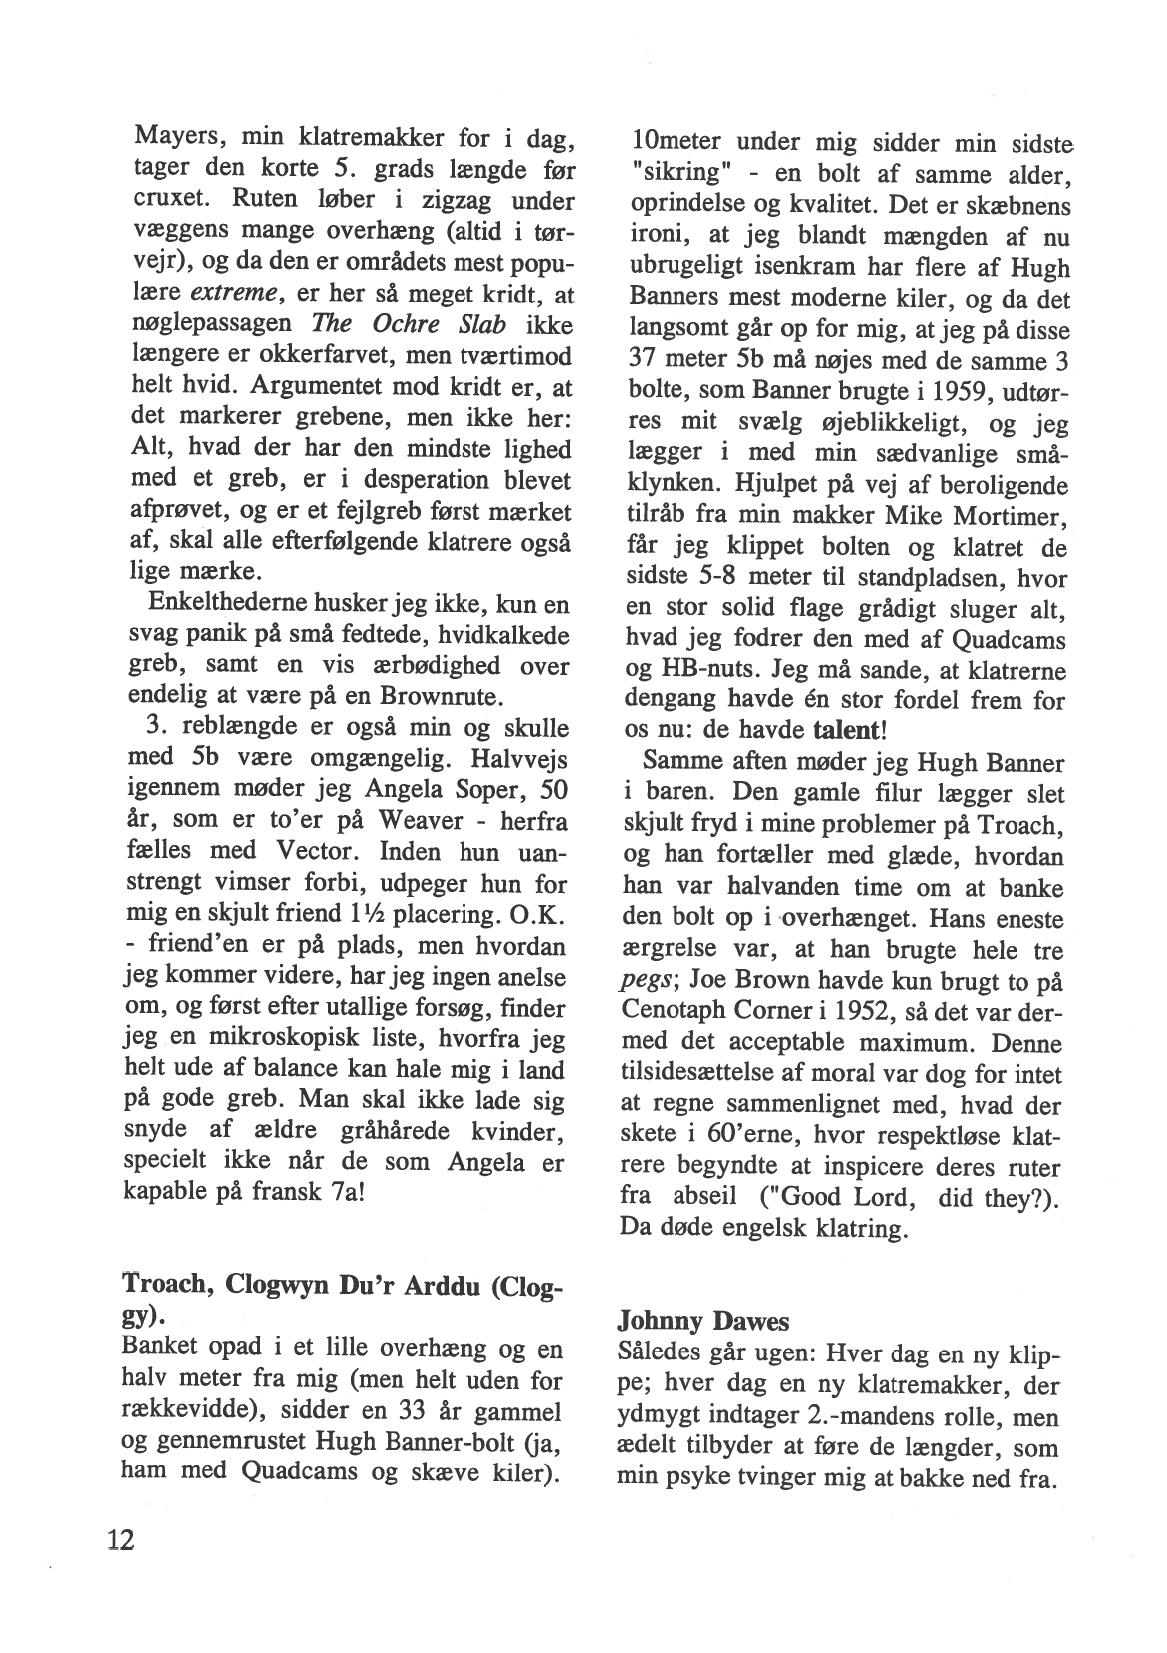 Mayers, min klatremakker for i dag,
tager den korte 5. grads længde før
cruxet. Ruten løber i zigzag under
væggens mange overhæng (altid i tør-
vejr), og da den er områdets mest popu-
lære extreme, er her så meget kridt, at
nøglepassagen The Ochre Slab ikke
længere er okkerfarvet, men tværtimod
helt hvid. Argumentet mod kridt er, at
det markerer grebene, men ikke her:
Alt, hvad der har den mindste lighed
med et greb, er i desperation blevet
afprøvet, og er et fejlgreb først mærket
af, skal alle efterfølgende klatrere også
lige mærke.
Enkelthederne husker jeg ikke, kun en
svag panik på små fedtede, hvidkalkede
greb, samt en vis ærbødighed over
endelig at være på en Brownrute.
3. reblængde er også min og skulle
med 5b være omgængelig. Halvvejs
igennem møder jeg Angela Soper, 50
år, som er to'er på Weaver - herfra
fælles med Vector. Inden hun uan-
strengt vimser forbi, udpeger hun for
mig en skjult friend 1½ placering. O.K.
- friend'en er på plads, men hvordan
jeg kommer videre, har jeg ingen anelse
om, og først efter utallige forsøg, finder
jeg en mikroskopisk liste, hvorfra jeg
helt ude af balance kan hale mig i land
på gode greb. Man skal ikke lade sig
snyde af ældre gråhårede kvinder,
specielt ikke når de som Angela er
kapable på fransk 7a!
Troach, Clogwyn Du'r Arddu (Clog-
gy).
Banket opad i et lille overhæng og en
halv meter fra mig (men helt uden for
rækkevidde), sidder en 33 år gammel
og gennemrustet Hugh Banner-bolt (ja,
ham med Quadcams og skæve kiler).
10meter under mig sidder min sidste
"sikring" - en bolt af samme alder,
oprindelse og kvalitet. Det er skæbnens
ironi, at jeg blandt mængden af nu
ubrugeligt isenkram har flere af Hugh
Banners mest moderne kiler, og da det
langsomt går op for mig, at jeg på disse
37 meter 5b må nøjes med de samme 3
bolte, som Banner brugte i 1959, udtør-
res mit svælg øjeblikkeligt, og jeg
lægger i med min sædvanlige små-
klynken. Hjulpet på vej af beroligende
tilråb fra min makker Mike Mortimer,
får jeg klippet bolten og klatret de
sidste 5-8 meter til standpladsen, hvor
en stor solid flage grådigt sluger alt,
hvad jeg fodrer den med af Quadcams
og HB-nuts. Jeg må sande, at klatrerne
dengang havde én stor fordel frem for
os nu: de havde talent!
Samme aften møder jeg Hugh Banner
i baren. Den gamle filur lægger slet
skjult fryd i mine problemer på Troach,
og han fortæller med glæde, hvordan
han var halvanden time om at banke
den bolt op i overhænget. Hans eneste
ærgrelse var, at han brugte hele tre
pegs; Joe Brown havde kun brugt to på
Cenotaph Corner i 1952, så det var der-
med det acceptable maximum. Denne
tilsidesættelse af moral var dog for intet
at regne sammenlignet med, hvad der
skete i 60'erne, hvor respektløse klat-
rere begyndte at inspicere deres ruter
fra abseil ("Good Lord, did they?).
Da døde engelsk klatring.
Johnny Dawes
Således går ugen: Hver dag en ny klip-
pe; hver dag en ny klatremakker, der
ydmygt indtager 2.-mandens rolle, men
ædelt tilbyder at føre de længder, som
min psyke tvinger mig at bakke ned fra.
12